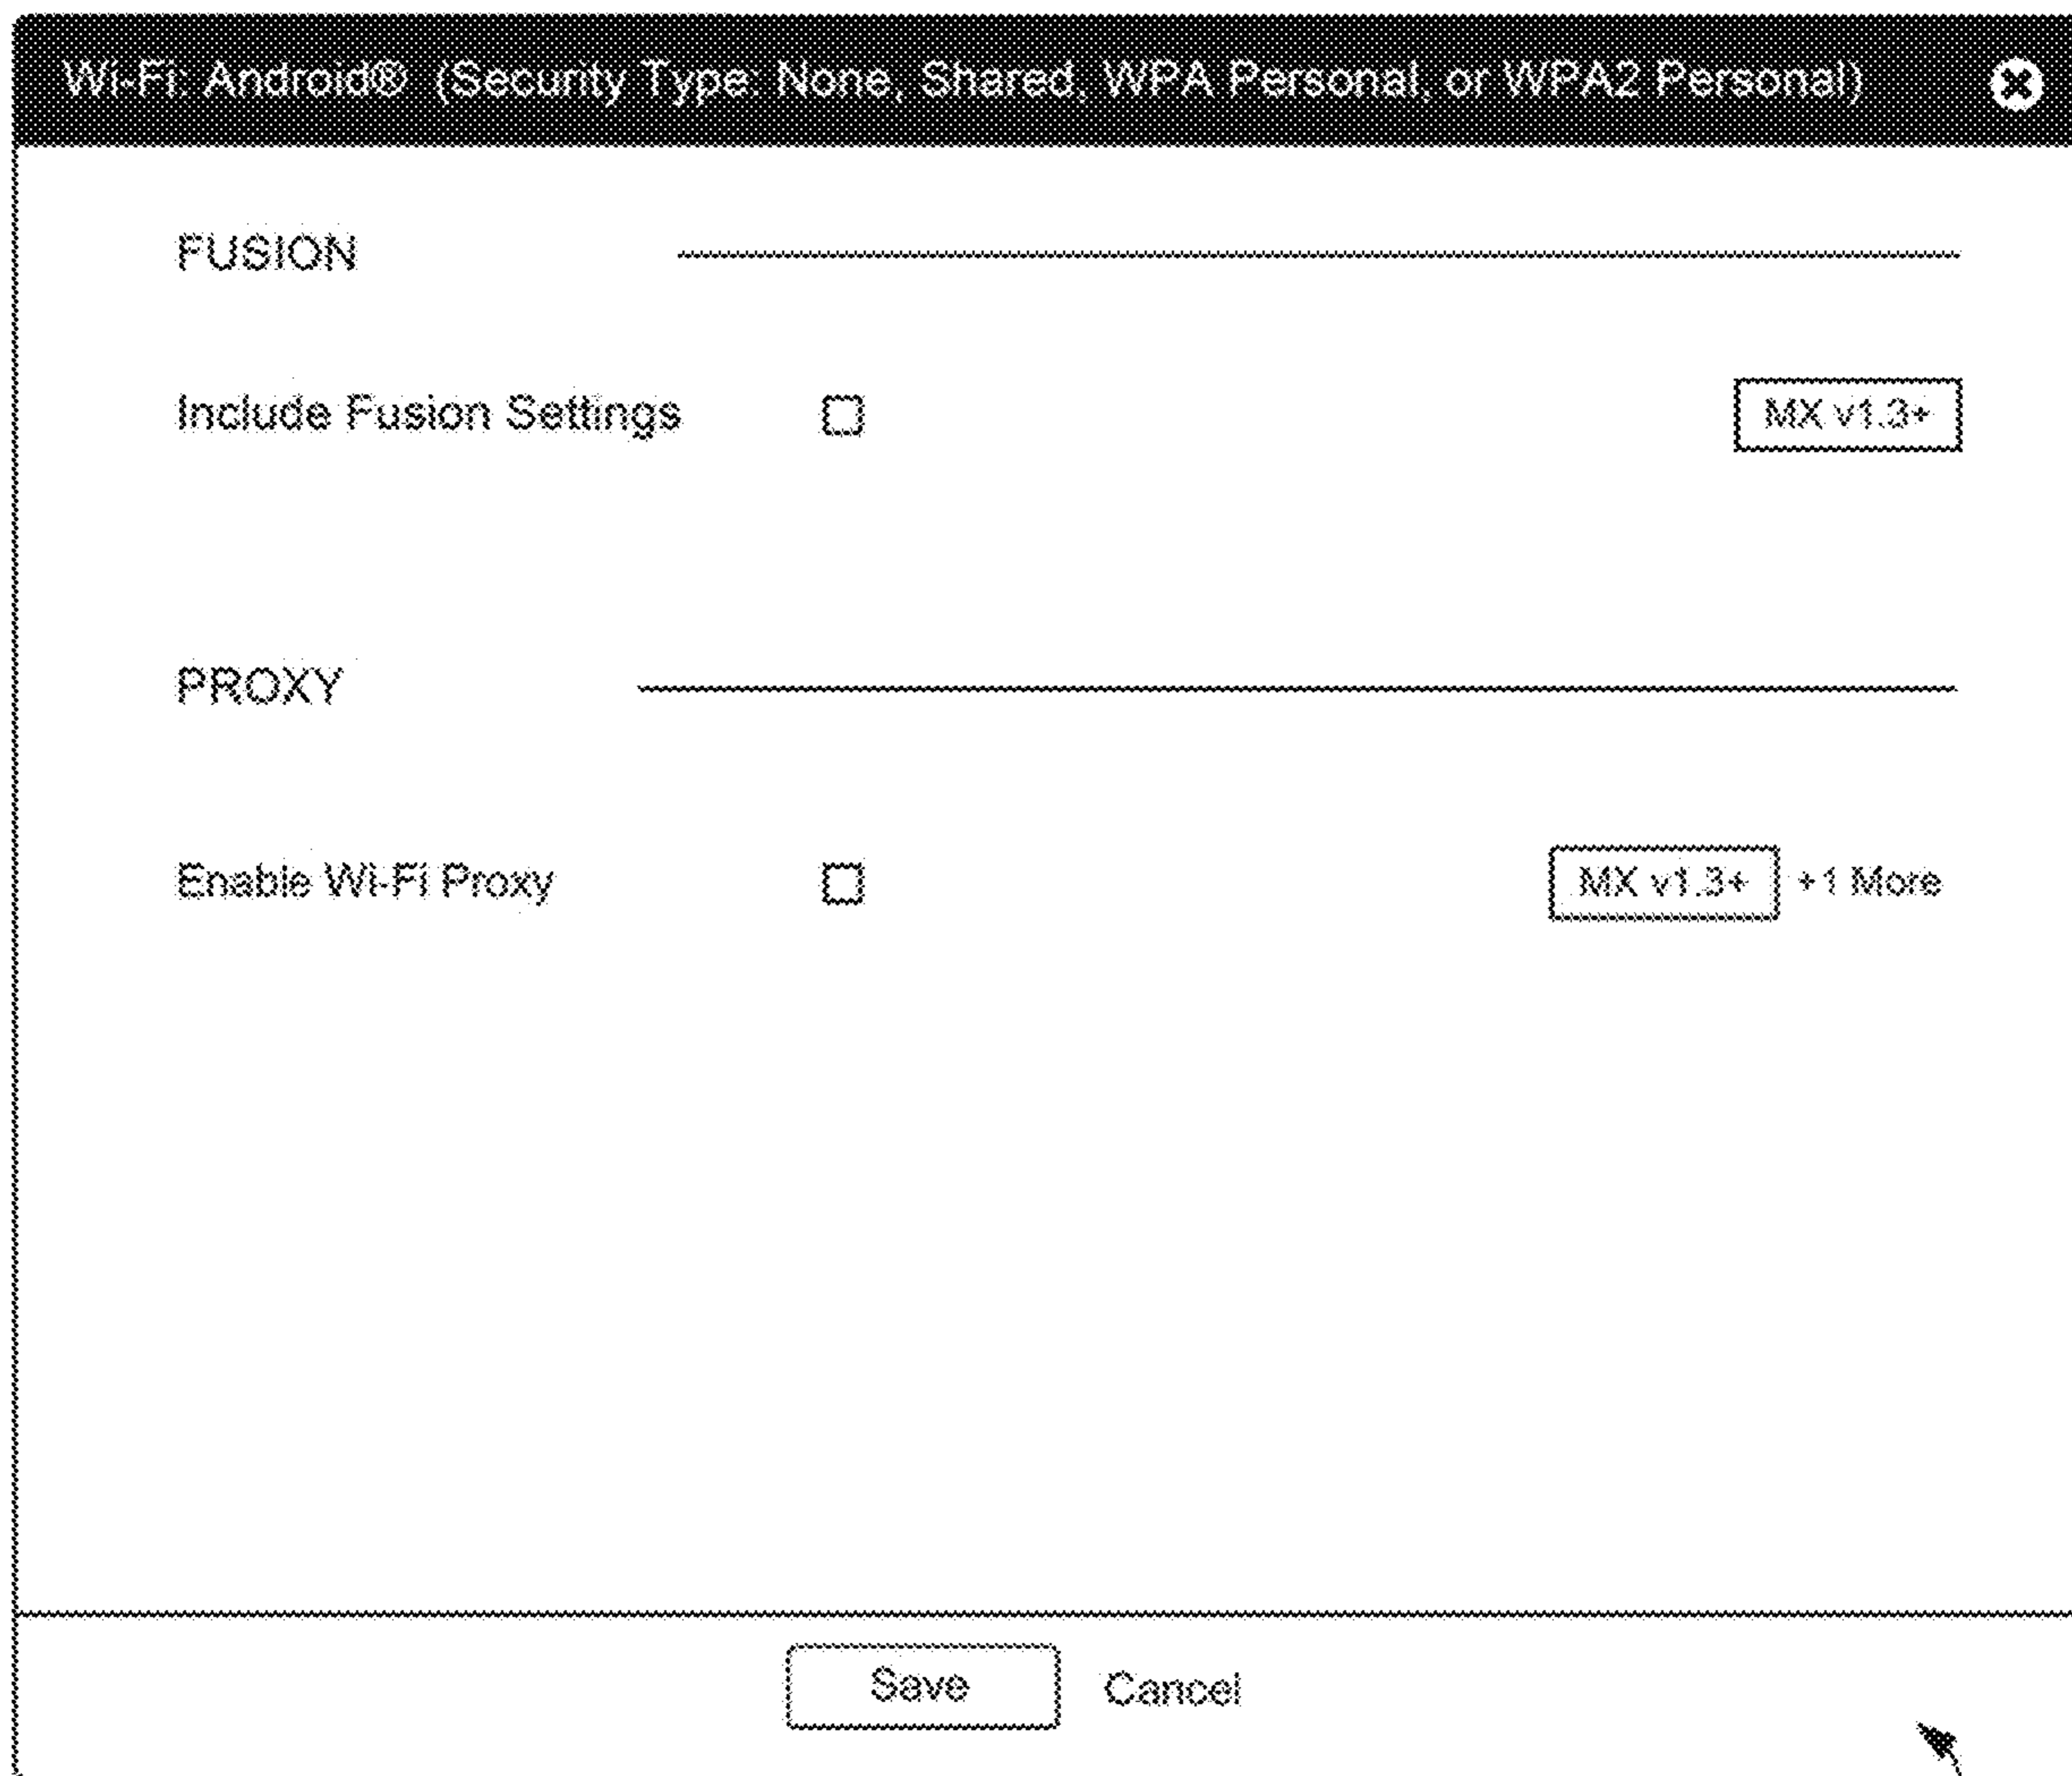 Wi-Fi: Android® (Security Type: None, Shared, WPA Personal, or WPA2 Personal)
FUSION
Include Fusion Settings MX v1.3+
PROXY
Enable Wi-Fi Proxy MX v1.3+ +1 More
Save Cancel